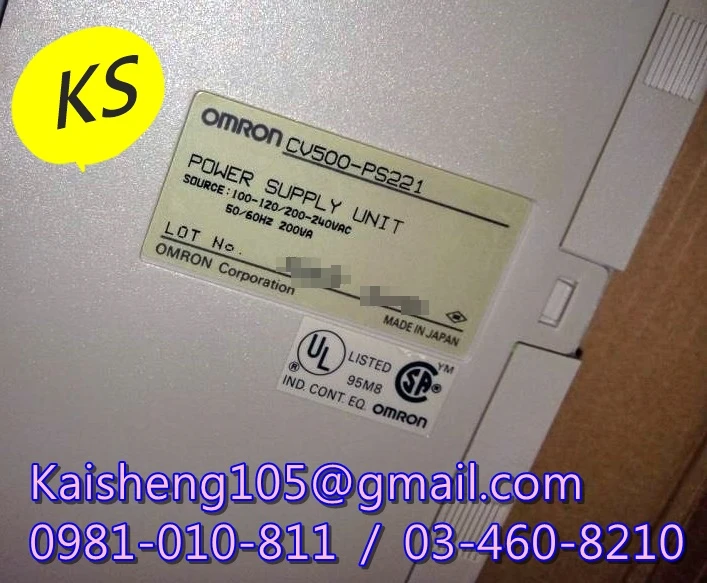 KS
OMRON CV500-PS221
POWER SUPPLY UNIT
SOURCE:100-120/200-240VAC
50/60HZ 200VA
LOT No.
OMRON Corporation
MADE IN JAPAN
UL ® LISTED
95M8
IND. CONT. EQ.
SA ® TM
OMRON
Kaisheng105@gmail.com
0981-010-811 / 03-460-8210